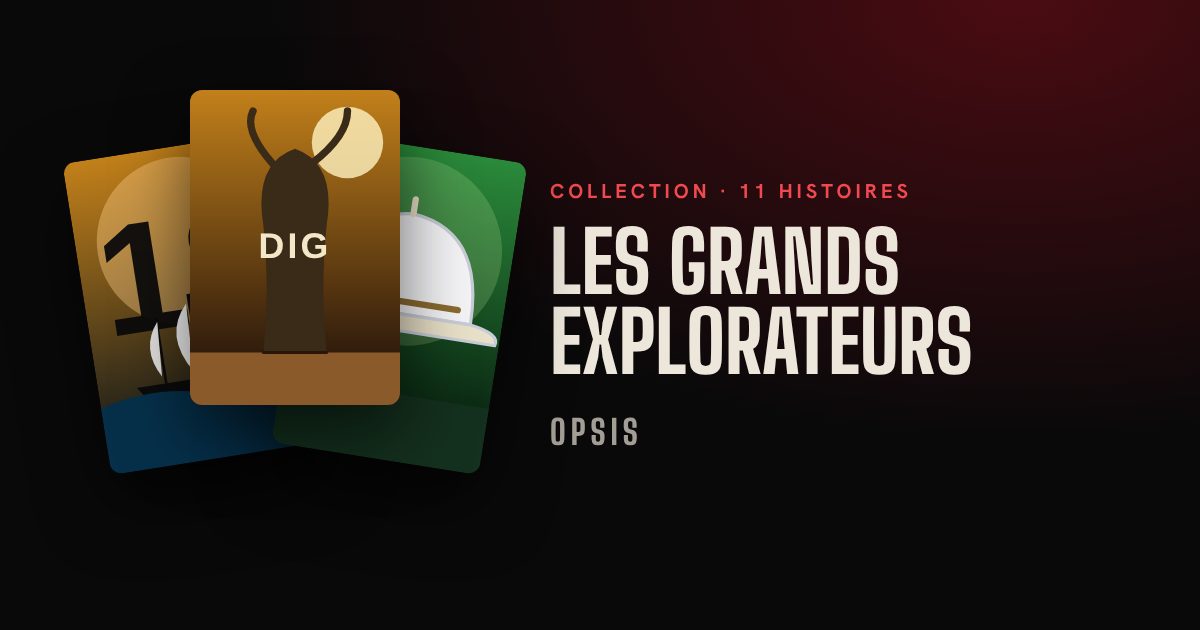 DIG
COLLECTION · 11 HISTOIRES
LES GRANDS
EXPLORATEURS
OPSIS